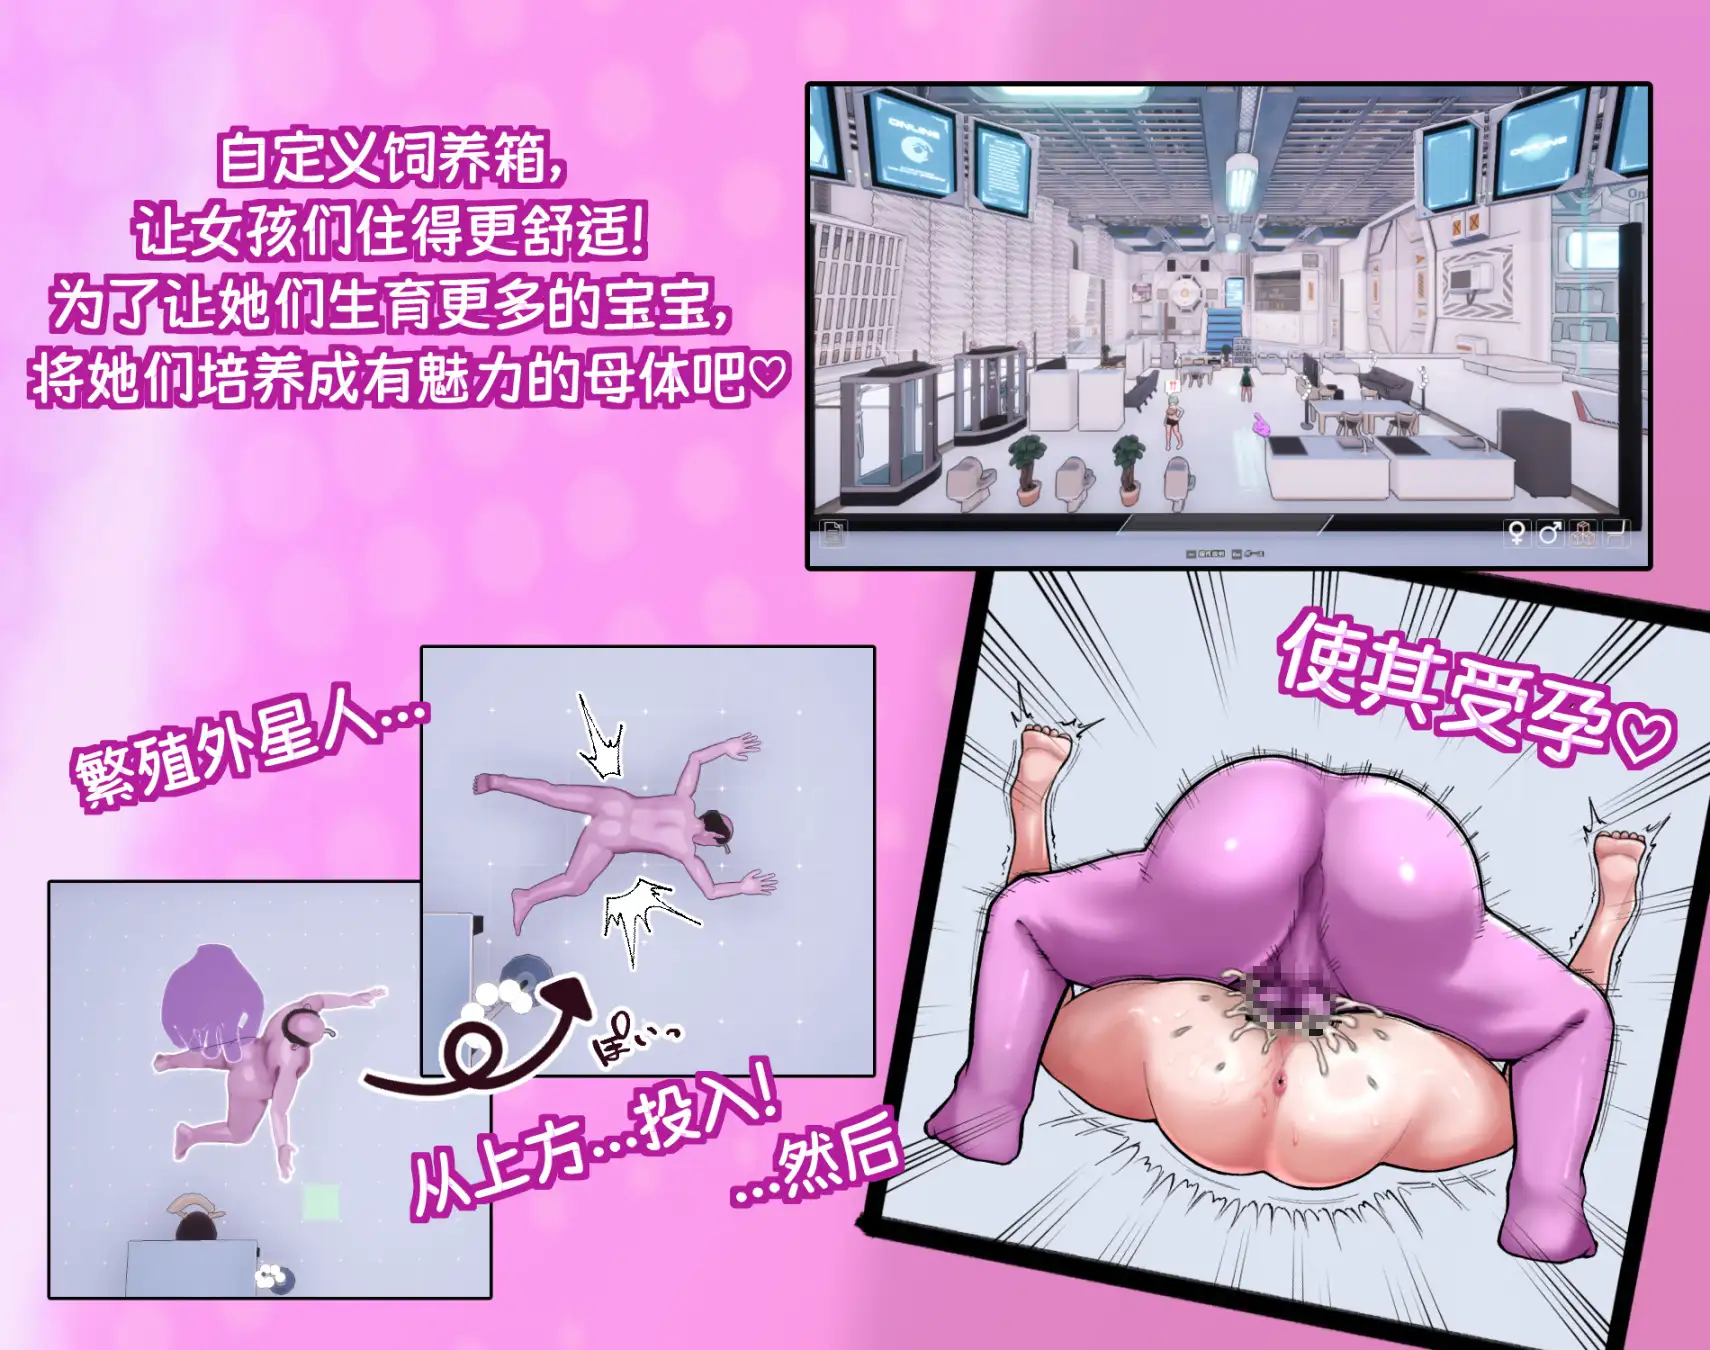 自定义饲养箱,
让女孩们住得更舒适!
为了让她们生育更多的宝宝,
将她们培养成有魅力的母体吧♡
ONLINE
繁殖外星人...
使其受孕♡
ぽいっ
从上方...投入!
...然后